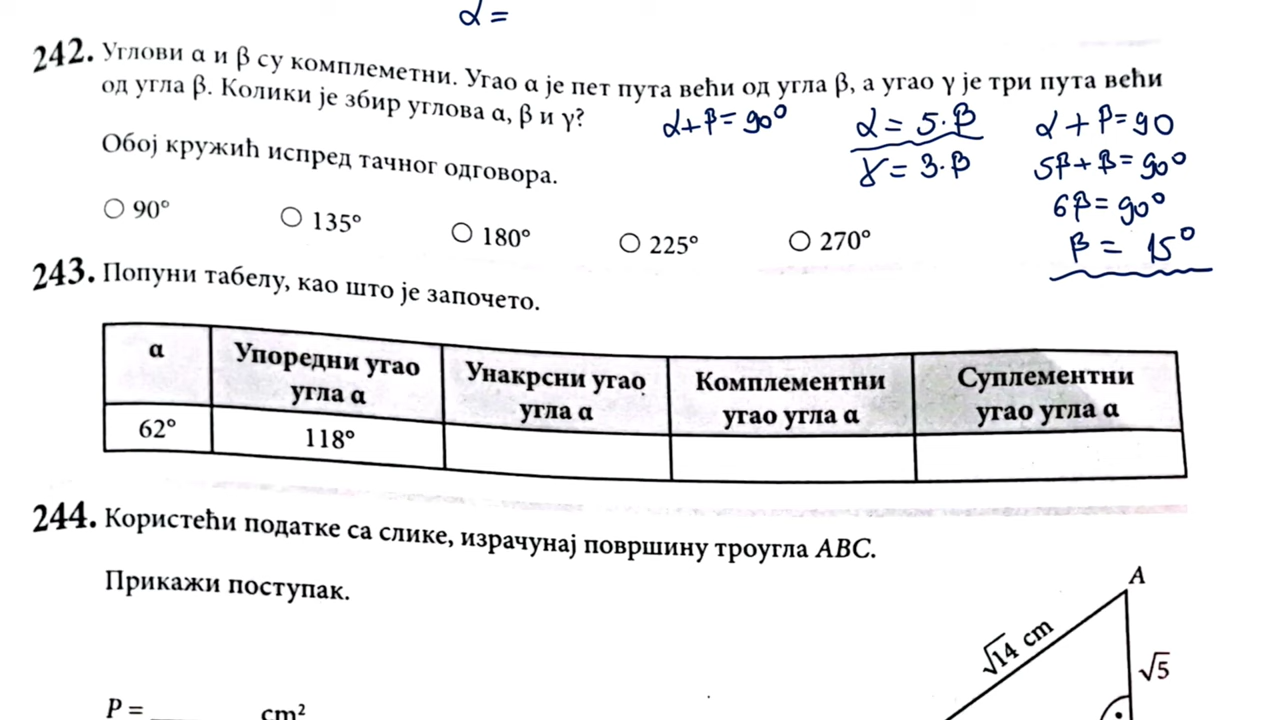 α =
242. Углови α и β су комплеметни. Угао α је пет пута већи од угла β, а угао γ је три пута већи
од угла β. Колики је збир углова α, β и γ?
α+β=90°
α=5·β
γ=3·β
α+β=90
5β+β=90°
6β=90°
β= 15°
Обој кружић испред тачног одговора.
90° 135° 180° 225° 270°
243. Попуни табелу, као што је започето.
α Упоредни угао угла α Унакрсни угао угла α Комплементни угао угла α Суплементни угао угла α
62° 118°
244. Користећи податке са слике, израчунај површину троугла ABC.
Прикажи поступак.
A
√14 cm
√5
P = ____ cm²